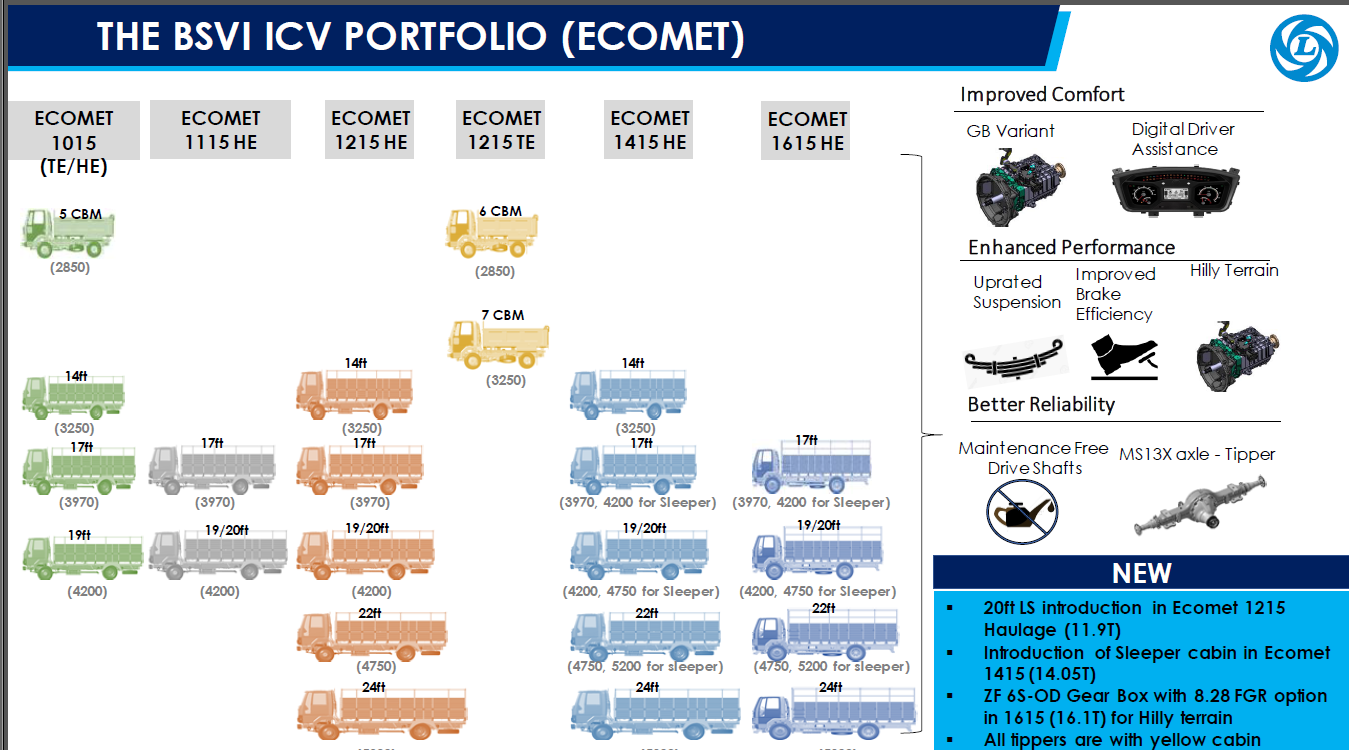 THE BSVI ICV PORTFOLIO (ECOMET)
L
ECOMET
1015
(TE/HE)
ECOMET
1115 HE
ECOMET
1215 HE
ECOMET
1215 TE
ECOMET
1415 HE
ECOMET
1615 HE
5 CBM
(2850)
6 CBM
(2850)
7 CBM
(3250)
14ft
(3250)
14ft
(3250)
14ft
(3250)
17ft
(3970)
17ft
(3970)
17ft
(3970)
17ft
(3970, 4200 for Sleeper)
17ft
(3970, 4200 for Sleeper)
19ft
(4200)
19/20ft
(4200)
19/20ft
(4200)
19/20ft
(4200, 4750 for Sleeper)
19/20ft
(4200, 4750 for Sleeper)
22ft
(4750)
22ft
(4750, 5200 for sleeper)
22ft
(4750, 5200 for sleeper)
24ft
24ft
24ft
Improved Comfort
GB Variant
Digital Driver
Assistance
Enhanced Performance
Uprated
Suspension
Improved
Brake
Efficiency
Hilly Terrain
Better Reliability
Maintenance Free
Drive Shafts
MS13X axle - Tipper
NEW
▪ 20ft LS introduction in Ecomet 1215
Haulage (11.9T)
▪ Introduction of Sleeper cabin in Ecomet
1415 (14.05T)
▪ ZF 6S-OD Gear Box with 8.28 FGR option
in 1615 (16.1T) for Hilly terrain
▪ All tippers are with yellow cabin